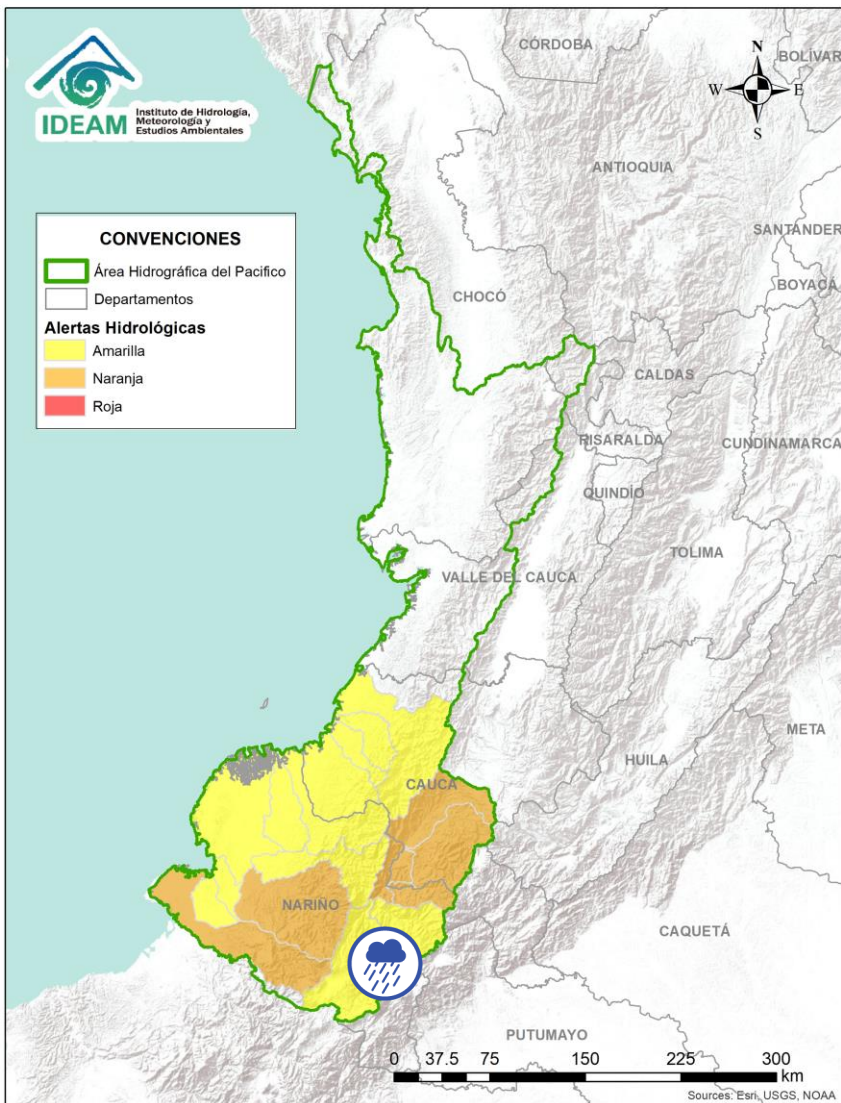 IDEAM
Instituto de Hidrología,
Meteorología y
Estudios Ambientales
CÓRDOBA
BOLÍVAR
N
W
E
S
ANTIOQUIA
SANTANDER
BOYACÁ
CONVENCIONES
Área Hidrográfica del Pacifico
Departamentos
Alertas Hidrológicas
Amarilla
Naranja
Roja
CHOCÓ
CALDAS
RISARALDA
CUNDINAMARCA
QUINDÍO
TOLIMA
VALLE DEL CAUCA
META
HUILA
CAUCA
NARIÑO
CAQUETÁ
PUTUMAYO
0 37.5 75 150 225 300
km
Sources: Esri, USGS, NOAA